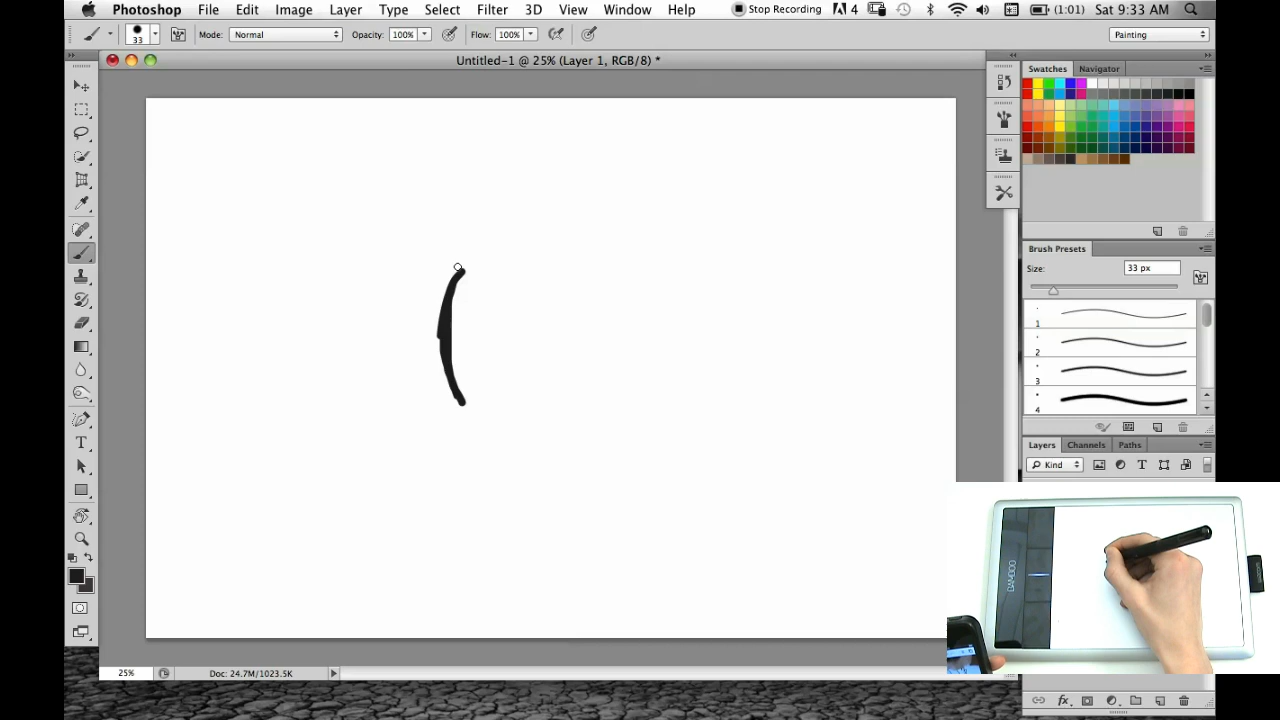 Photoshop File Edit Image Layer Type Select Filter 3D View Window Help Stop Recording 4 (1:01) Sat 9:33 AM
33 Mode: Normal Opacity: 100% Flow: 100% Painting
Untitled-1 @ 25% (Layer 1, RGB/8) *
Swatches Navigator
Brush Presets
Size: 33 px
1
2
3
4
Layers Channels Paths
Kind
BAMBOO
25% Doc: 24.7M/1023.5K
fx